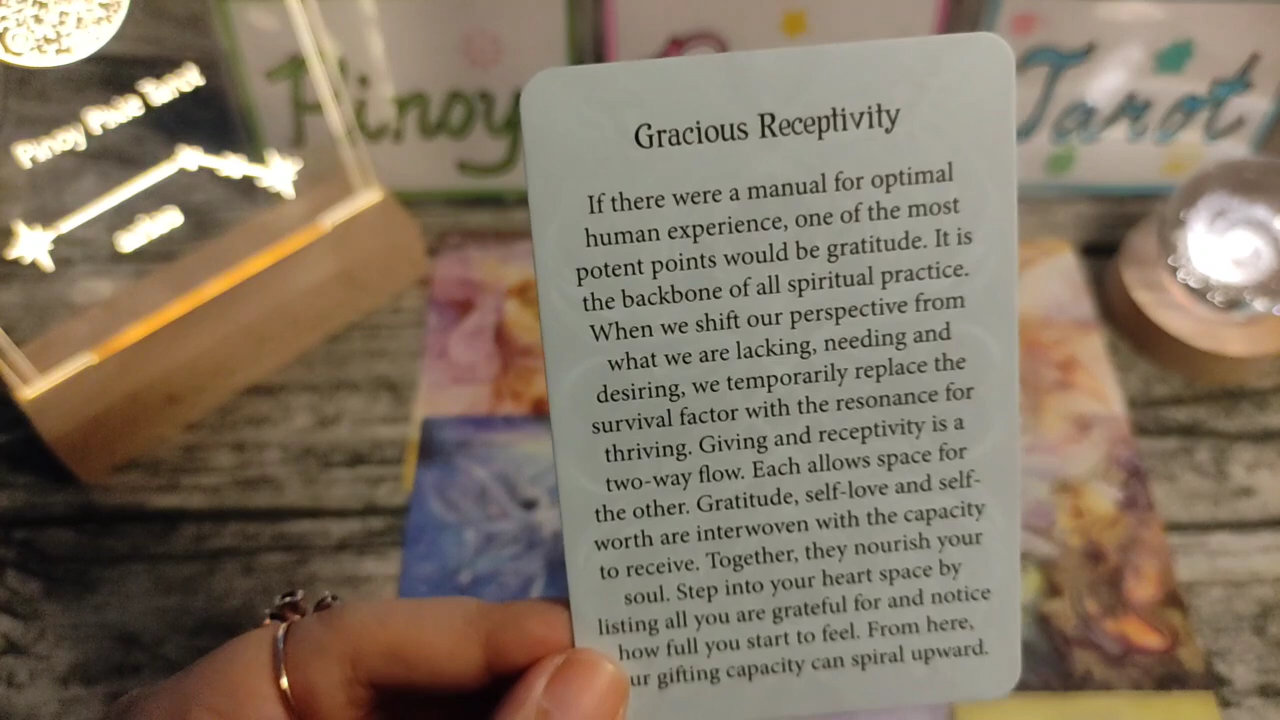 Pinoy Pixie Tarot
Pinoy
Tarot
Gracious Receptivity
If there were a manual for optimal
human experience, one of the most
potent points would be gratitude. It is
the backbone of all spiritual practice.
When we shift our perspective from
what we are lacking, needing and
desiring, we temporarily replace the
survival factor with the resonance for
thriving. Giving and receptivity is a
two-way flow. Each allows space for
the other. Gratitude, self-love and self-
worth are interwoven with the capacity
to receive. Together, they nourish your
soul. Step into your heart space by
listing all you are grateful for and notice
how full you start to feel. From here,
ur gifting capacity can spiral upward.